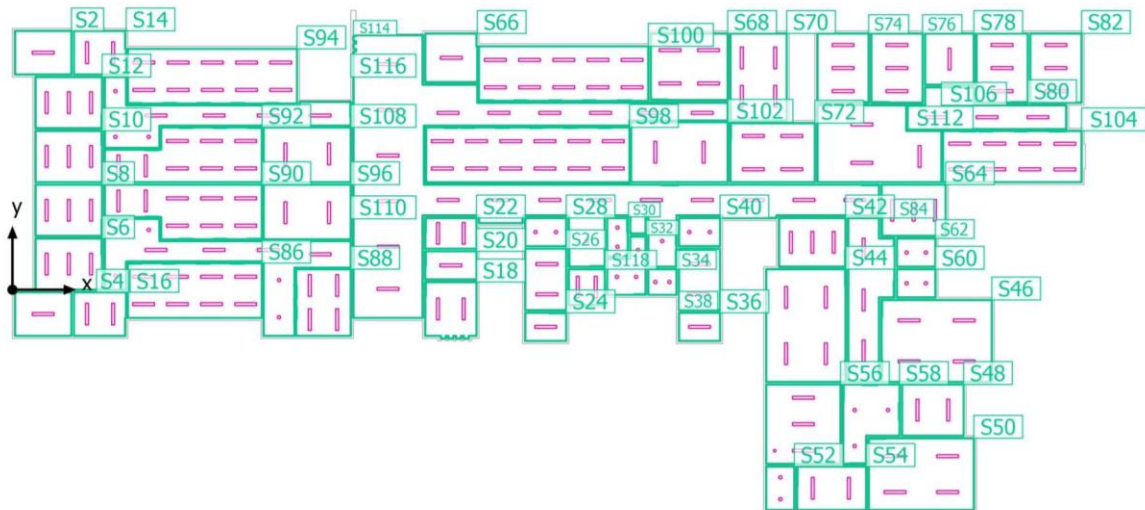 S2 S14 S94 S114 S66 S100 S68 S70 S74 S76 S78 S82
S12 S116 S106 S80
S10 S92 S108 S98 S102 S72 S112 S104
S8 S90 S96 S64
y S6 S110 S22 S28 S30 S40 S42 S84
S86 S20 S26 S32 S62
x S4 S16 S88 S18 S118 S34 S44 S60
S24 S38 S36 S46
S56 S58 S48
S50
S52 S54